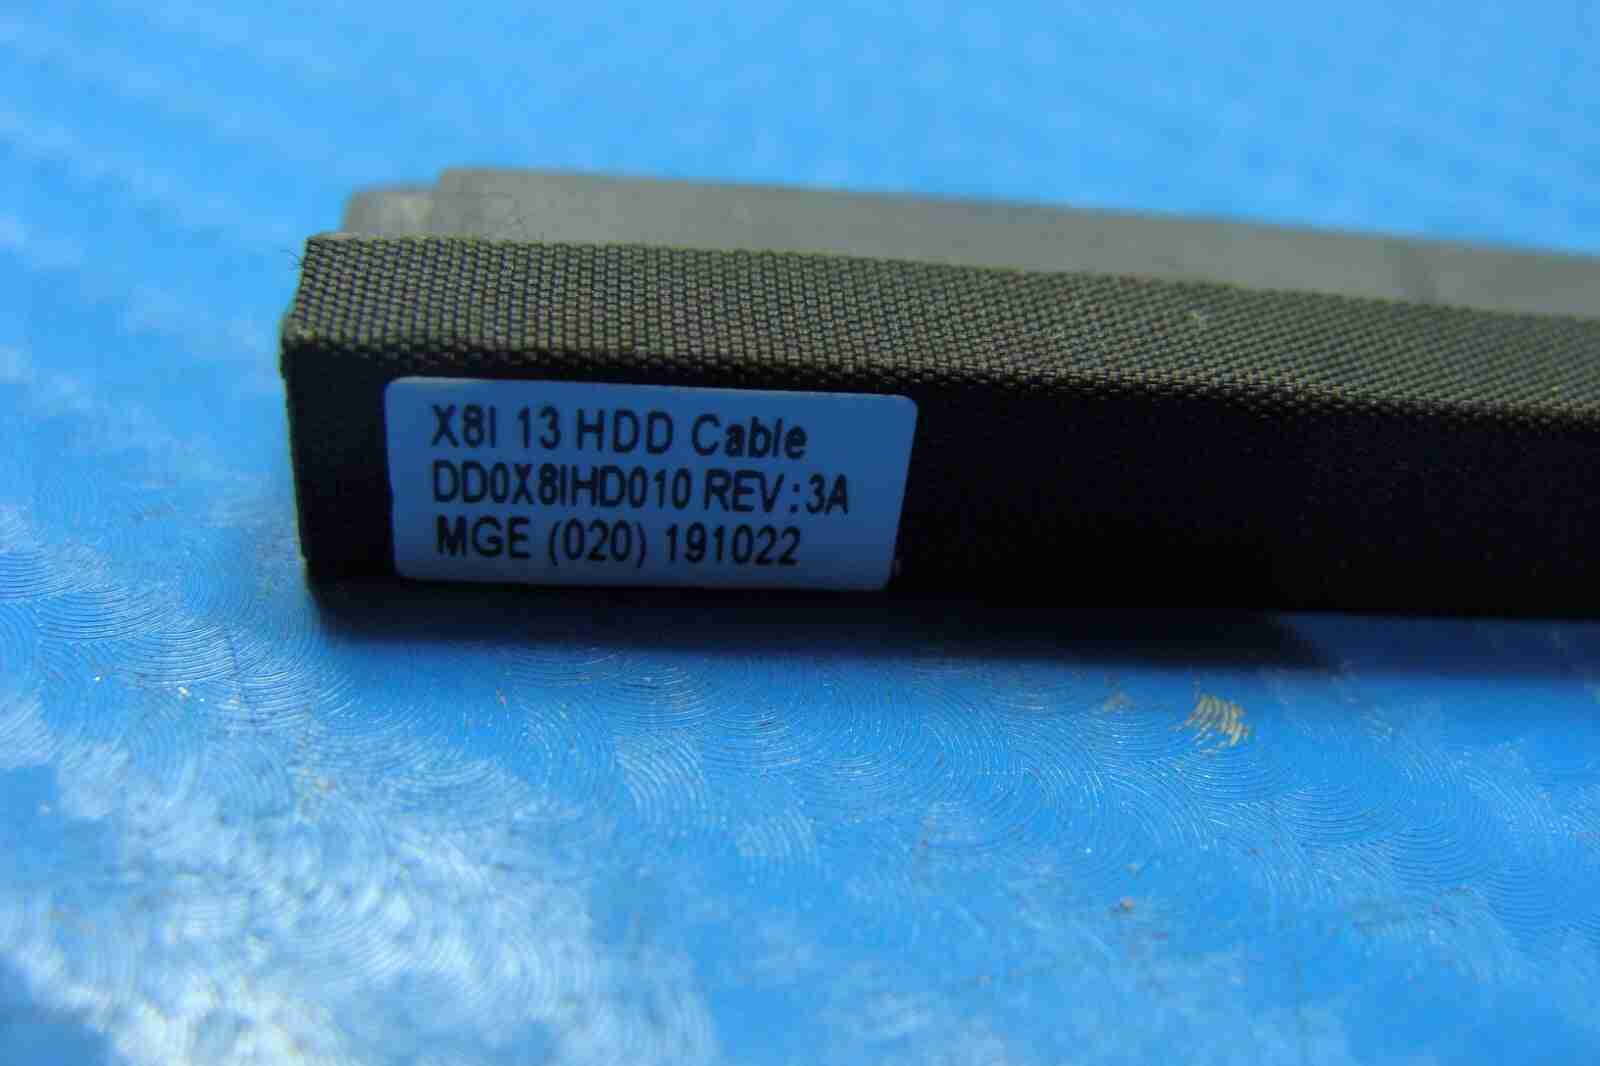 X8I 13 HDD Cable
DD0X8IHD010 REV:3A
MGE (020) 191022